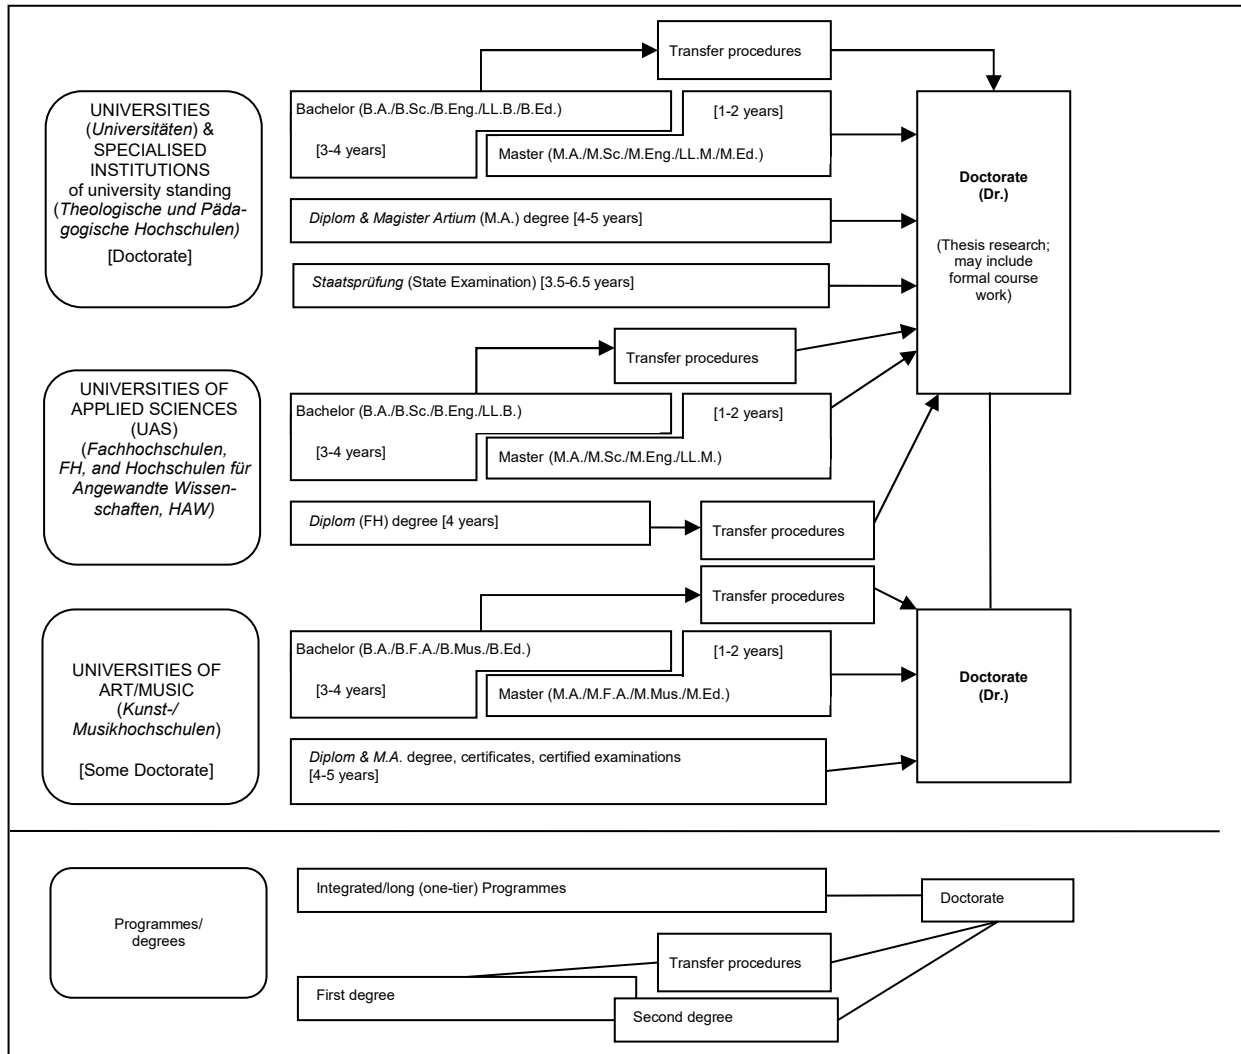 Transfer procedures
UNIVERSITIES
(Universitäten) &
SPECIALISED
INSTITUTIONS
of university standing
(Theologische und Päda-
gogische Hochschulen)
[Doctorate]
Bachelor (B.A./B.Sc./B.Eng./LL.B./B.Ed.)
[3-4 years]
[1-2 years]
Master (M.A./M.Sc./M.Eng./LL.M./M.Ed.)
Diplom & Magister Artium (M.A.) degree [4-5 years]
Staatsprüfung (State Examination) [3.5-6.5 years]
Doctorate
(Dr.)
(Thesis research;
may include
formal course
work)
Transfer procedures
UNIVERSITIES OF
APPLIED SCIENCES
(UAS)
(Fachhochschulen,
FH, and Hochschulen für
Angewandte Wissen-
schaften, HAW)
Bachelor (B.A./B.Sc./B.Eng./LL.B.)
[3-4 years]
[1-2 years]
Master (M.A./M.Sc./M.Eng./LL.M.)
Diplom (FH) degree [4 years]
Transfer procedures
Transfer procedures
UNIVERSITIES OF
ART/MUSIC
(Kunst-/
Musikhochschulen)
[Some Doctorate]
Bachelor (B.A./B.F.A./B.Mus./B.Ed.)
[3-4 years]
[1-2 years]
Master (M.A./M.F.A./M.Mus./M.Ed.)
Diplom & M.A. degree, certificates, certified examinations
[4-5 years]
Doctorate
(Dr.)
Programmes/
degrees
Integrated/long (one-tier) Programmes
Doctorate
Transfer procedures
First degree
Second degree